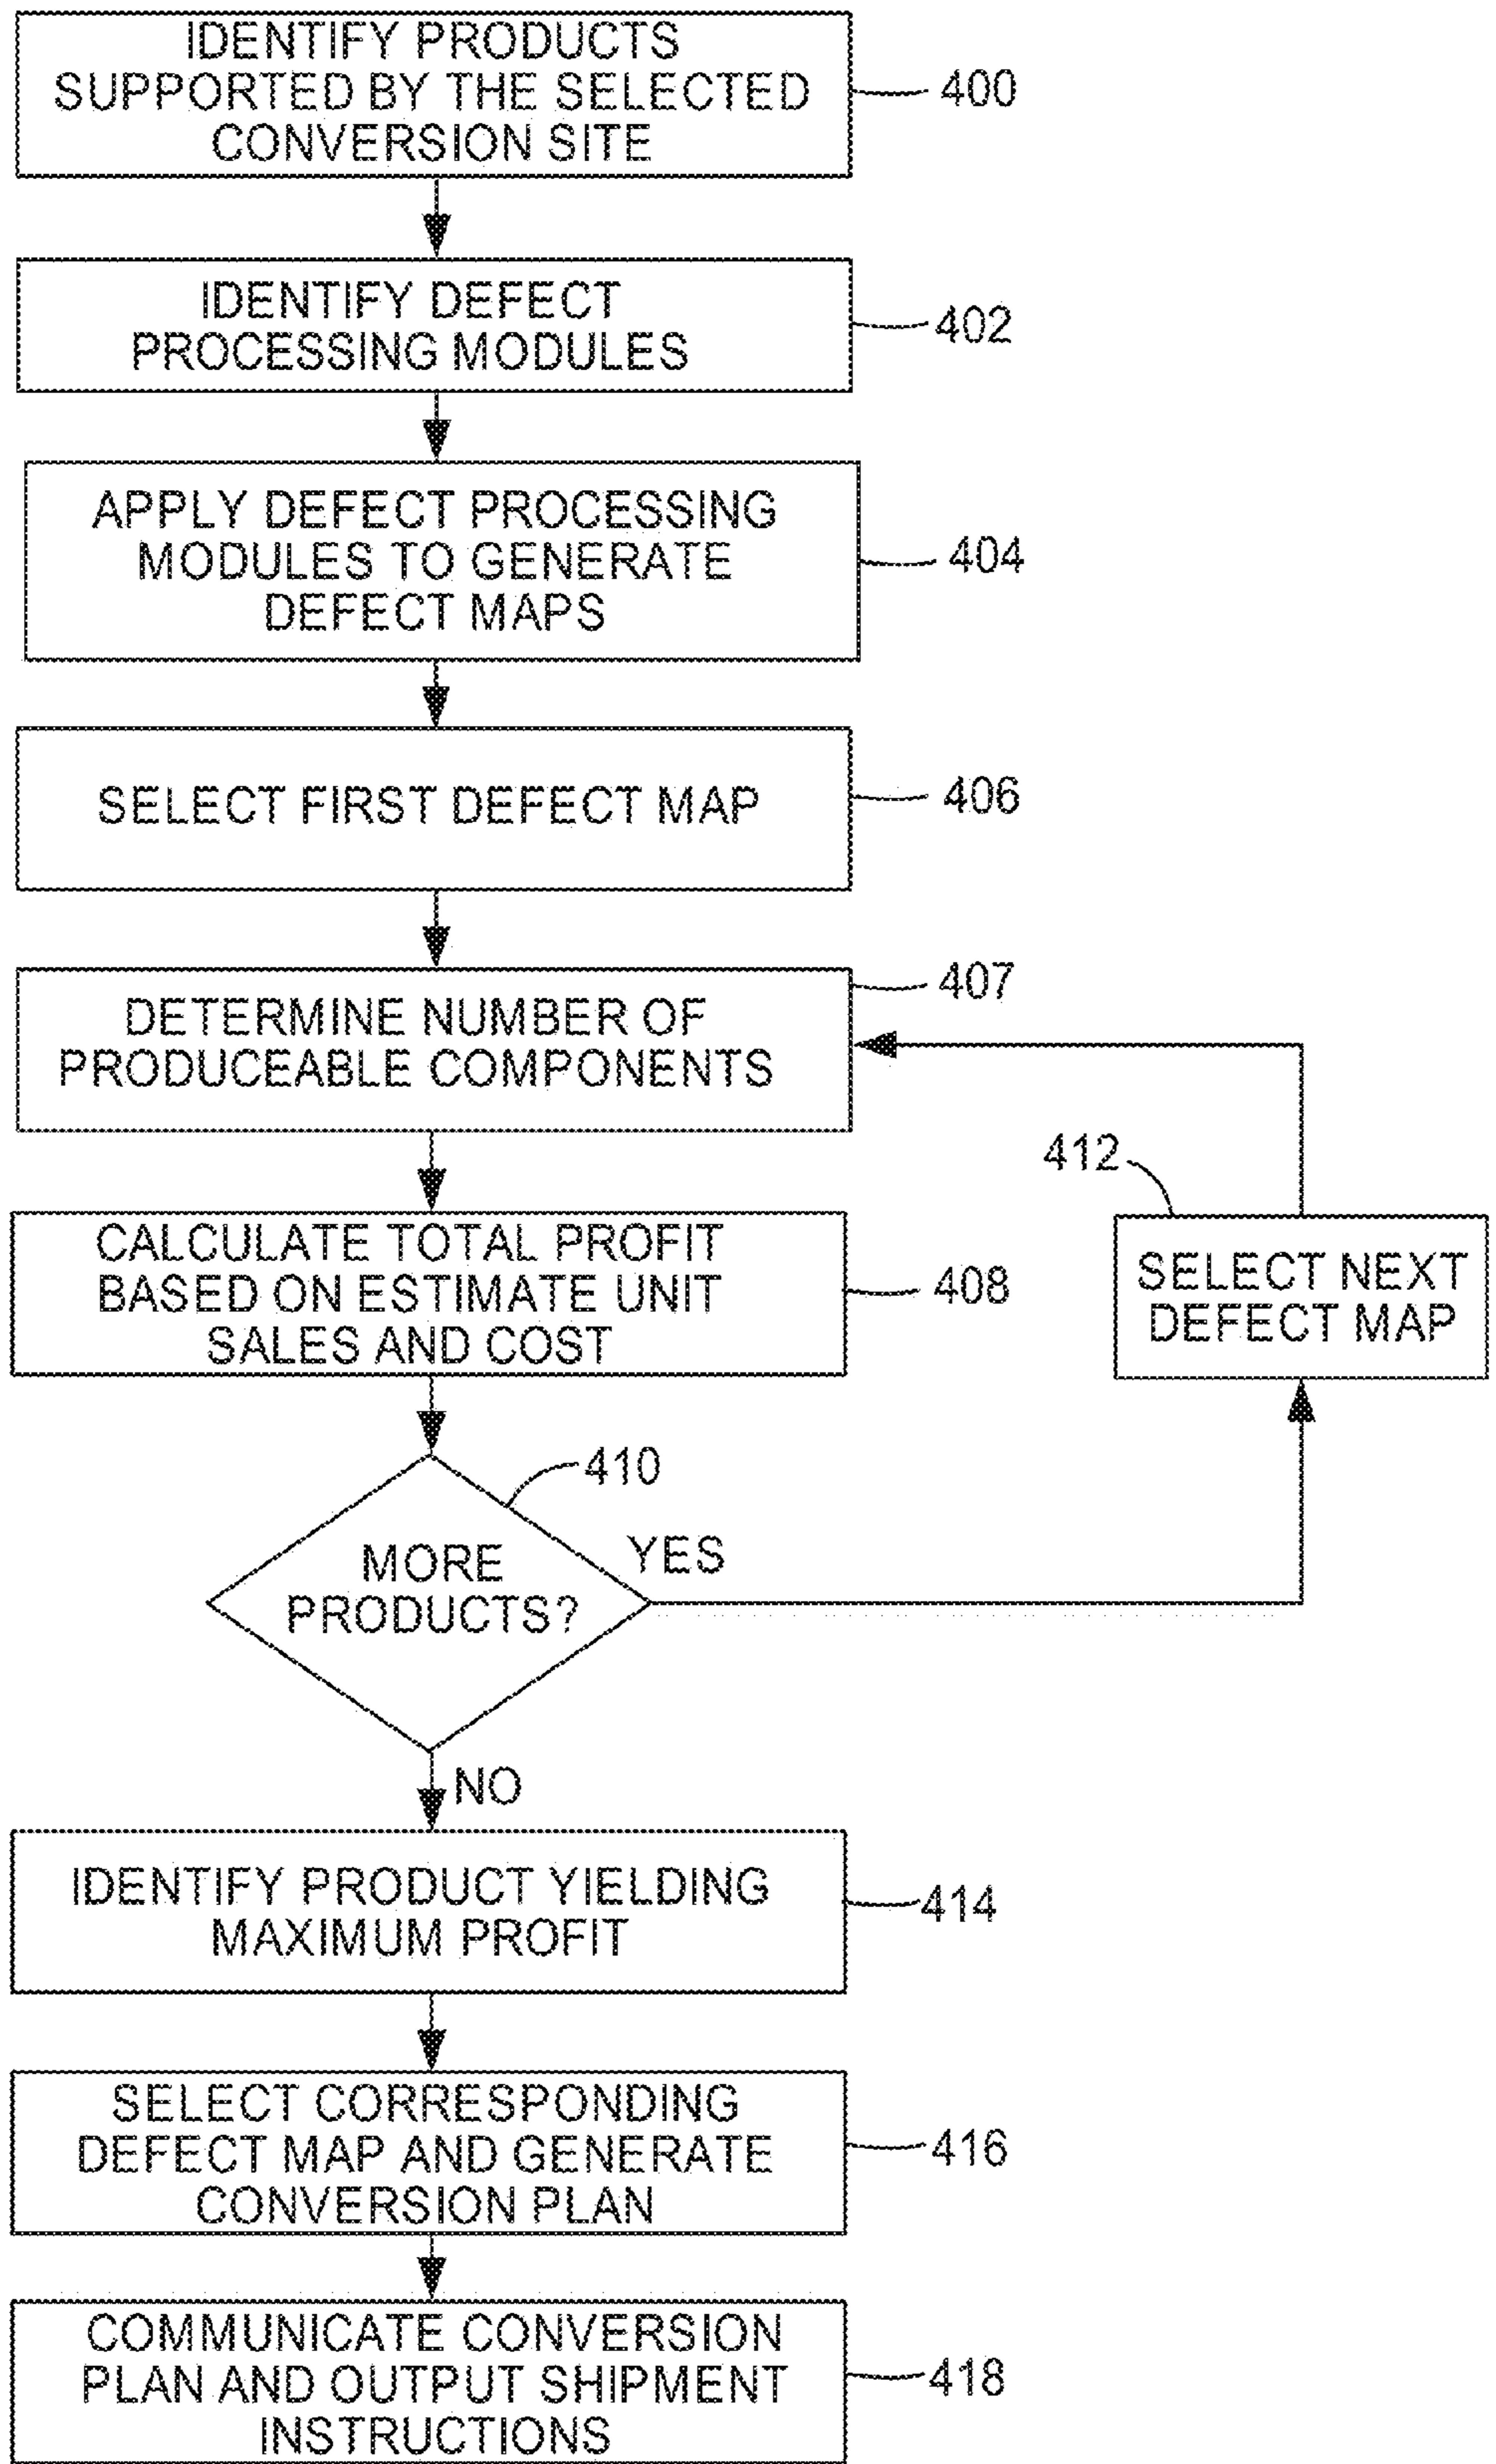 IDENTIFY PRODUCTS
SUPPORTED BY THE SELECTED
CONVERSION SITE
400
IDENTIFY DEFECT
PROCESSING MODULES
402
APPLY DEFECT PROCESSING
MODULES TO GENERATE
DEFECT MAPS
404
SELECT FIRST DEFECT MAP
406
DETERMINE NUMBER OF
PRODUCEABLE COMPONENTS
407
CALCULATE TOTAL PROFIT
BASED ON ESTIMATE UNIT
SALES AND COST
408
412
SELECT NEXT
DEFECT MAP
410
MORE
PRODUCTS?
YES
NO
IDENTIFY PRODUCT YIELDING
MAXIMUM PROFIT
414
SELECT CORRESPONDING
DEFECT MAP AND GENERATE
CONVERSION PLAN
416
COMMUNICATE CONVERSION
PLAN AND OUTPUT SHIPMENT
INSTRUCTIONS
418